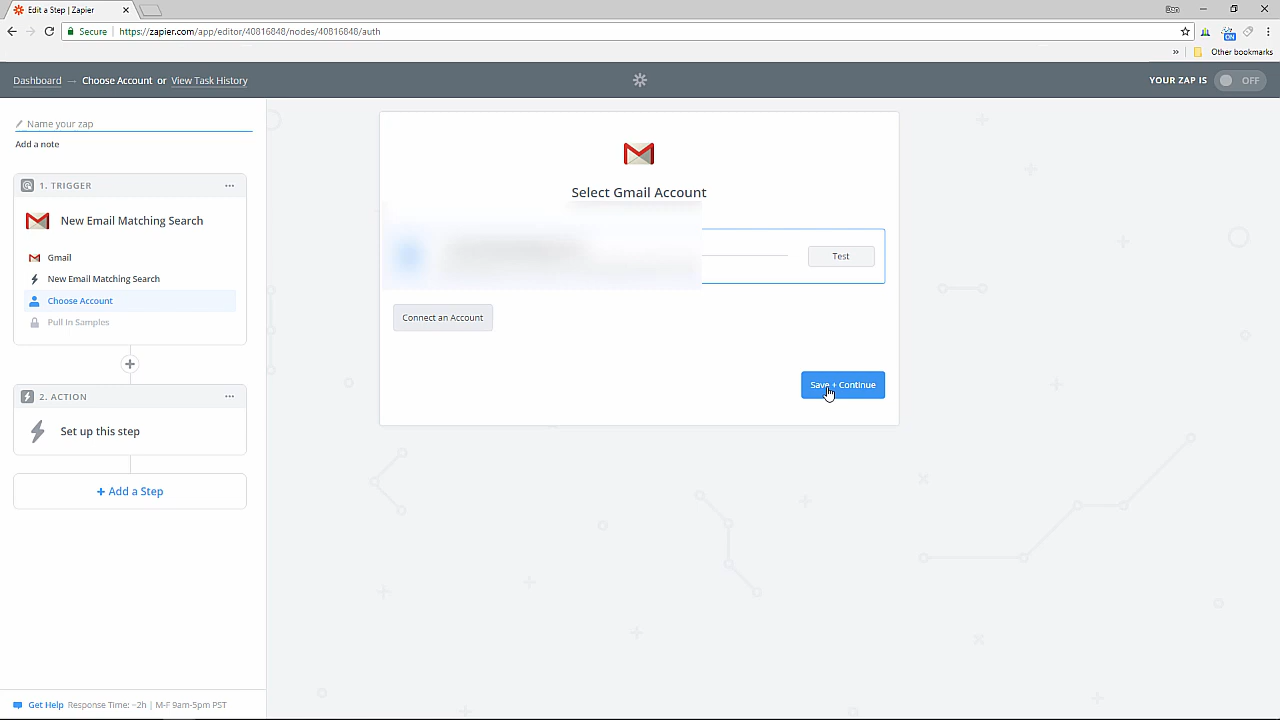 Edit a Step | Zapier
Secure
https://zapier.com/app/editor/40816848/nodes/40816848/auth
ON
»
Other bookmarks
Dashboard → Choose Account or View Task History
YOUR ZAP IS OFF
Name your zap
Add a note
1. TRIGGER
New Email Matching Search
Gmail
New Email Matching Search
Choose Account
Pull In Samples
2. ACTION
Set up this step
+ Add a Step
Get Help Response Time: ~2h | M-F 9am-5pm PST
Select Gmail Account
Test
Connect an Account
Save + Continue